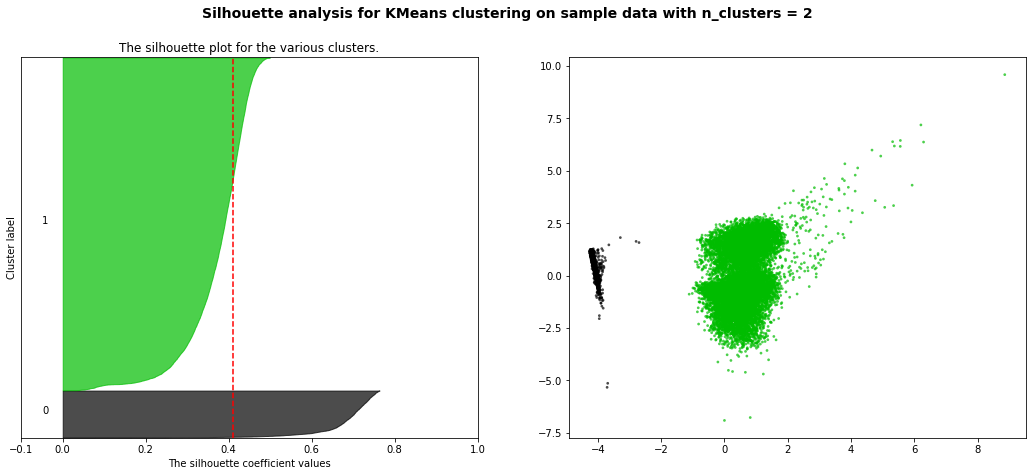 Silhouette analysis for KMeans clustering on sample data with n_clusters = 2
The silhouette plot for the various clusters.
Cluster label
1
0
−0.1 0.0 0.2 0.4 0.6 0.8 1.0
The silhouette coefficient values
10.0
7.5
5.0
2.5
0.0
−2.5
−5.0
−7.5
−4 −2 0 2 4 6 8